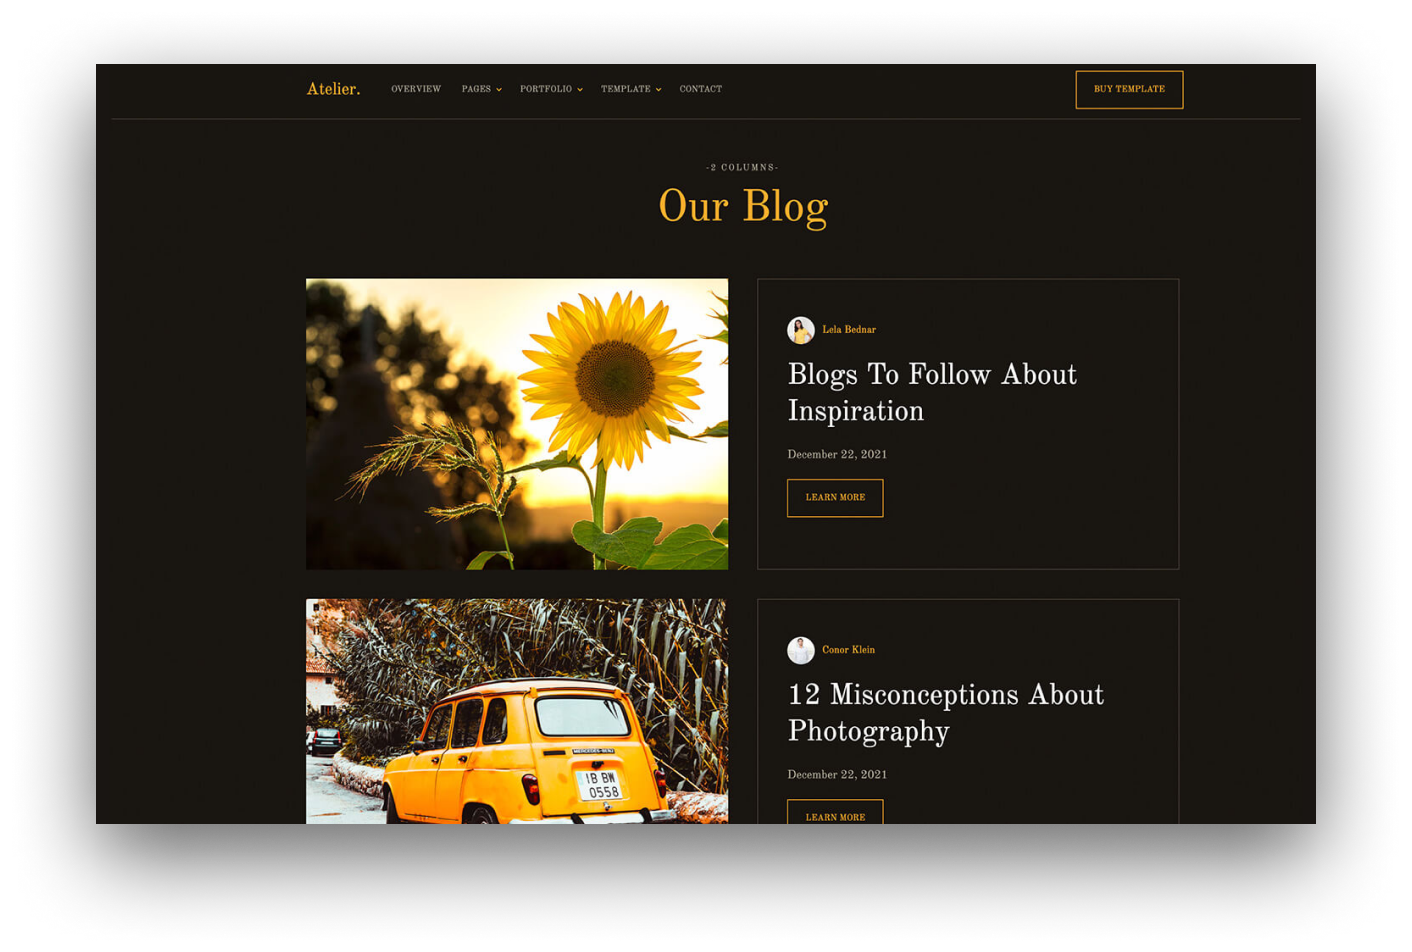 Atelier. OVERVIEW PAGES PORTFOLIO TEMPLATE CONTACT BUY TEMPLATE
-2 COLUMNS-
Our Blog
Lela Bednar
Blogs To Follow About
Inspiration
December 22, 2021
LEARN MORE
Conor Klein
12 Misconceptions About
Photography
December 22, 2021
LEARN MORE
MERCEDES-BENZ
IB BW
0558